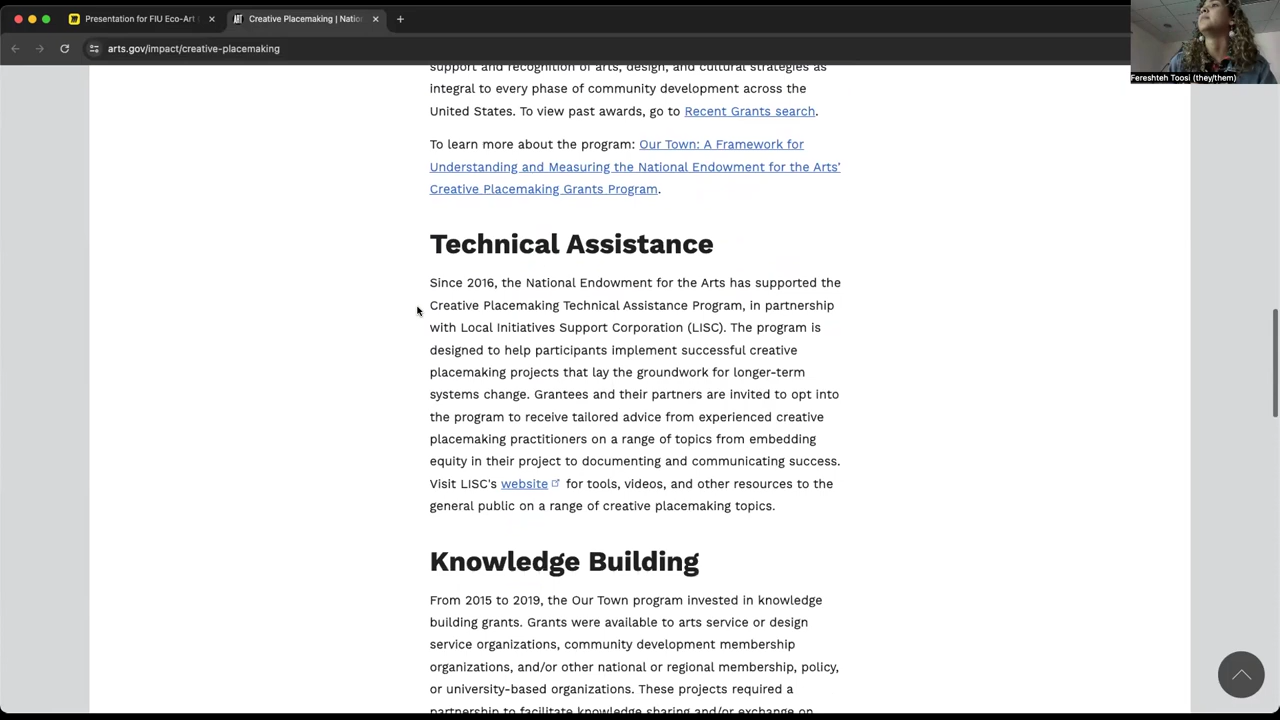 Presentation for FIU Eco-Art
Creative Placemaking | Natio
arts.gov/impact/creative-placemaking
Fereshteh Toosi (they/them)
support and recognition of arts, design, and cultural strategies as
integral to every phase of community development across the
United States. To view past awards, go to Recent Grants search.
To learn more about the program: Our Town: A Framework for
Understanding and Measuring the National Endowment for the Arts’
Creative Placemaking Grants Program.
Technical Assistance
Since 2016, the National Endowment for the Arts has supported the
Creative Placemaking Technical Assistance Program, in partnership
with Local Initiatives Support Corporation (LISC). The program is
designed to help participants implement successful creative
placemaking projects that lay the groundwork for longer-term
systems change. Grantees and their partners are invited to opt into
the program to receive tailored advice from experienced creative
placemaking practitioners on a range of topics from embedding
equity in their project to documenting and communicating success.
Visit LISC's website for tools, videos, and other resources to the
general public on a range of creative placemaking topics.
Knowledge Building
From 2015 to 2019, the Our Town program invested in knowledge
building grants. Grants were available to arts service or design
service organizations, community development membership
organizations, and/or other national or regional membership, policy,
or university-based organizations. These projects required a
partnership to facilitate knowledge sharing and/or exchange on